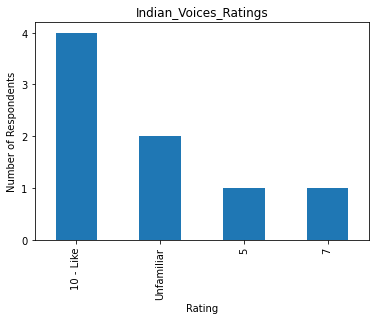 Indian_Voices_Ratings
Number of Respondents
4
3
2
1
0
10 - Like
Unfamiliar
5
7
Rating